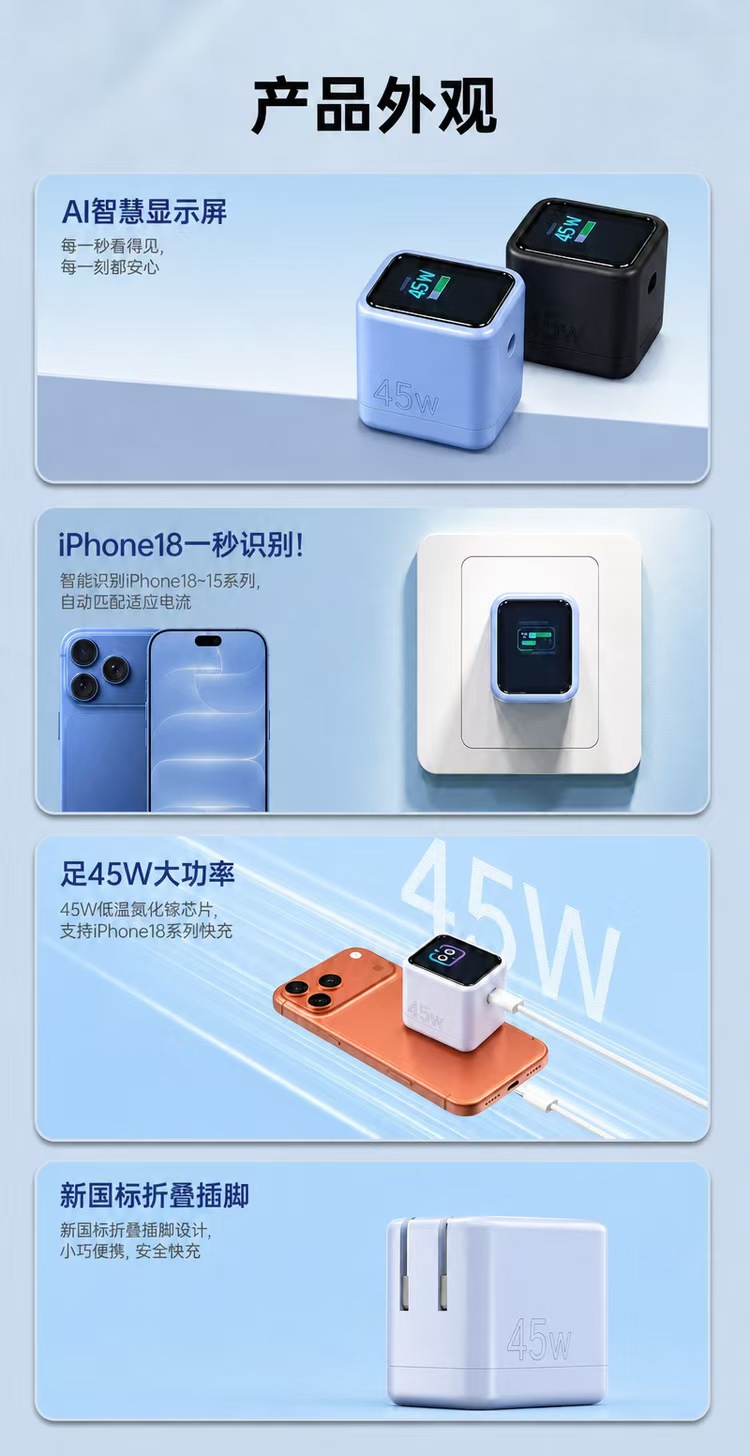 产品外观
AI智慧显示屏
每一秒看得见,
每一刻都安心
45W
45W
45W
45W
iPhone18一秒识别!
智能识别iPhone18~15系列,
自动匹配适应电流
足45W大功率
45W低温氮化镓芯片,
支持iPhone18系列快充
45W
45W
新国标折叠插脚
新国标折叠插脚设计,
小巧便携, 安全快充
45W